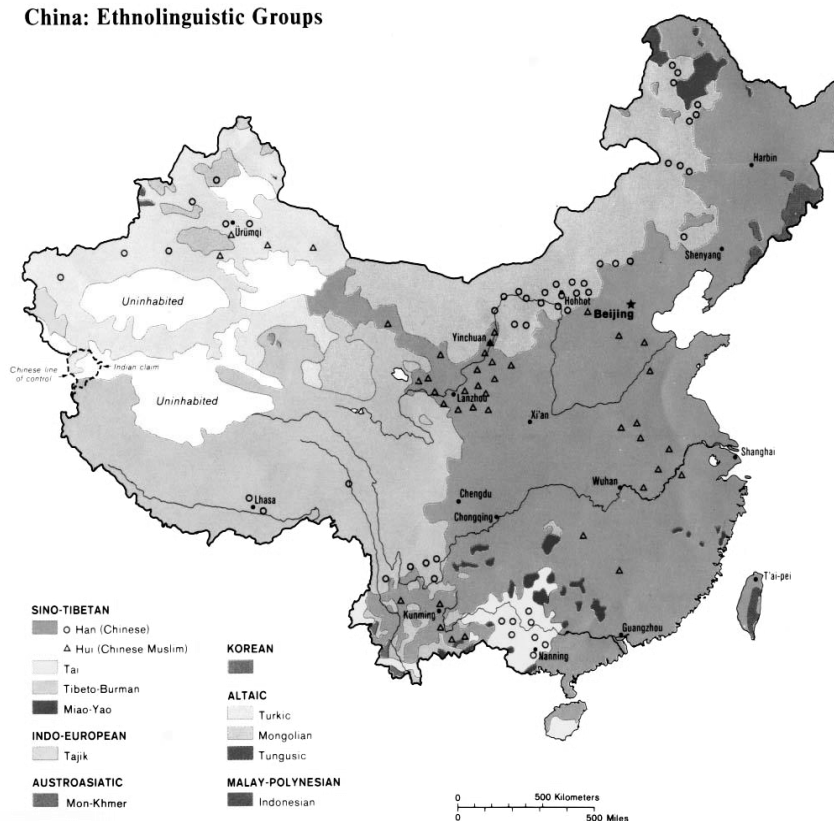 China: Ethnolinguistic Groups
Harbin
Ürümqi
Shenyang
Uninhabited
Hohhot
Beijing
Yinchuan
Chinese line
of control
Indian claim
Uninhabited
Lanzhou
Xi'an
Shanghai
Lhasa
Chengdu
Wuhan
Chongqing
T'ai-pei
Kunming
Guangzhou
Nanning
SINO-TIBETAN
Han (Chinese)
Hui (Chinese Muslim)
Tai
Tibeto-Burman
Miao-Yao
INDO-EUROPEAN
Tajik
AUSTROASIATIC
Mon-Khmer
KOREAN
ALTAIC
Turkic
Mongolian
Tungusic
MALAY-POLYNESIAN
Indonesian
0 500 Kilometers
0 500 Miles